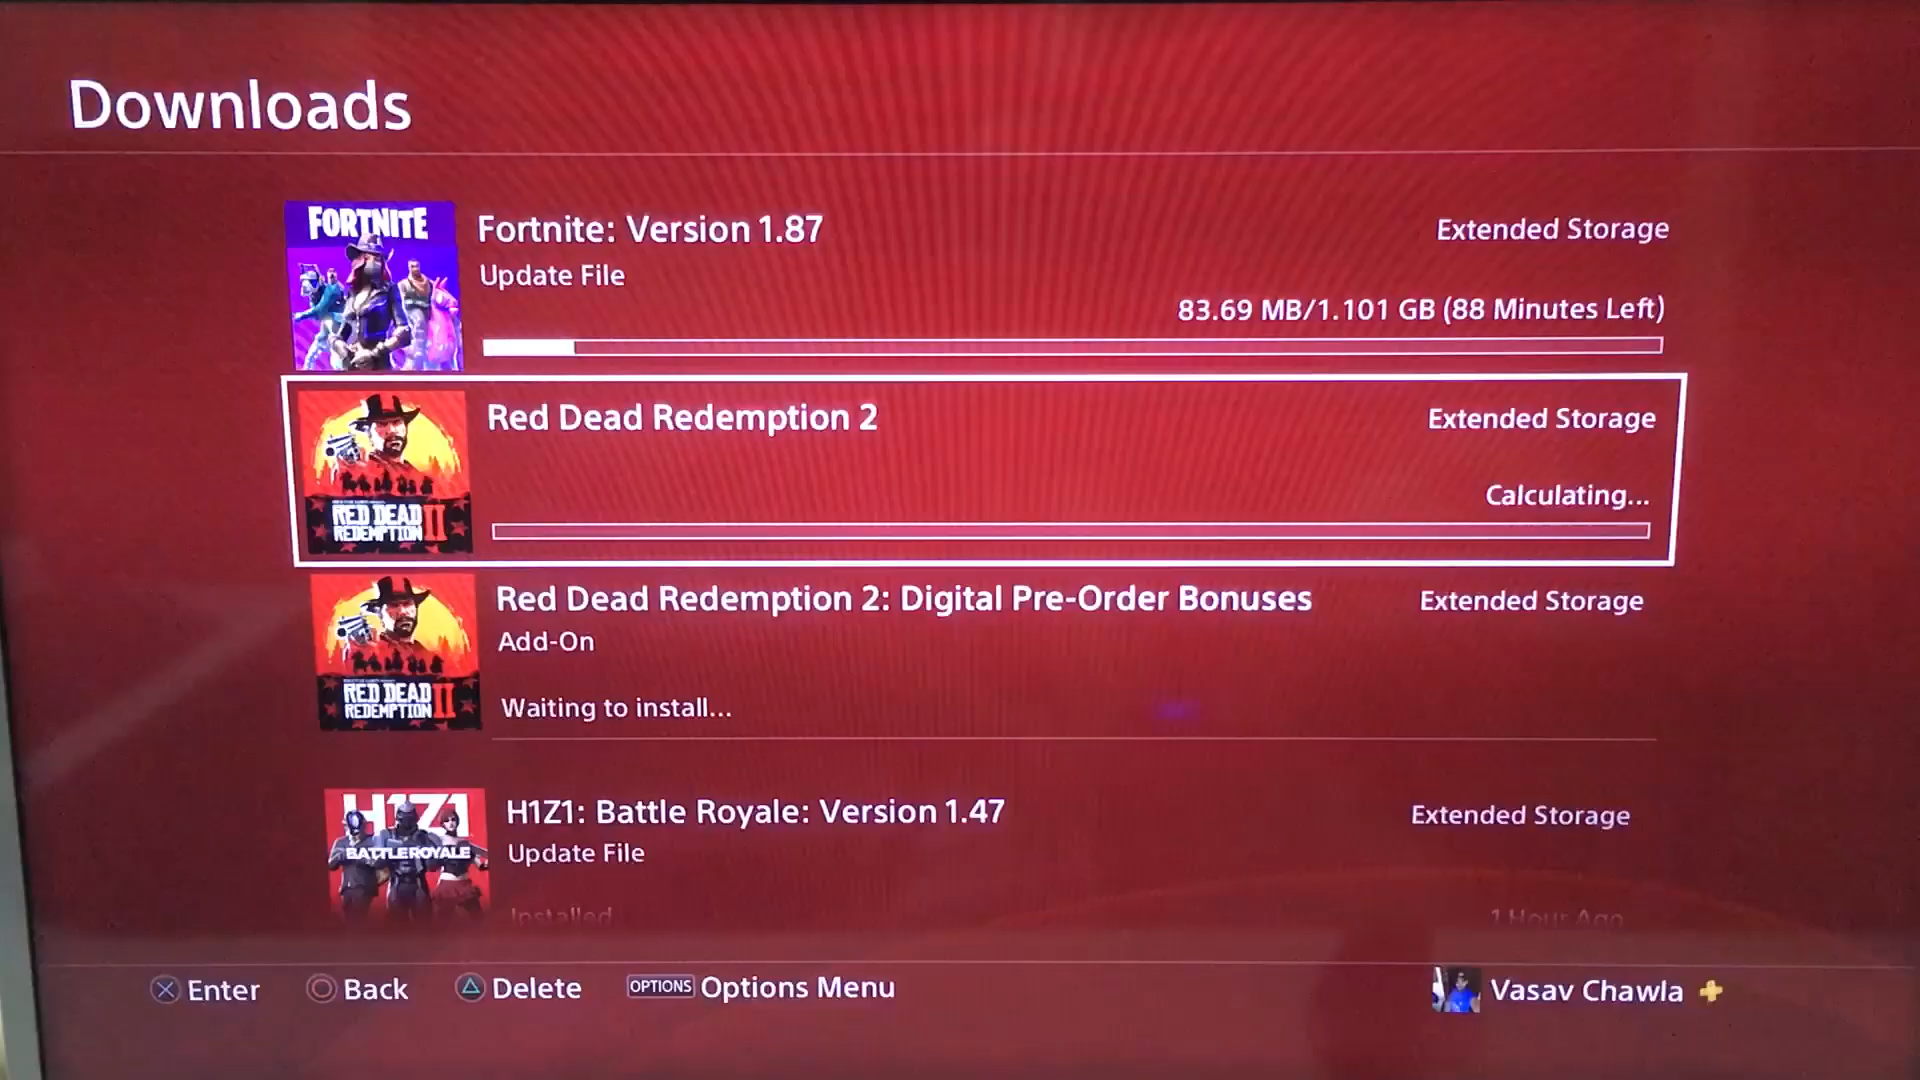 Downloads
FORTNITE
Fortnite: Version 1.87
Extended Storage
Update File
83.69 MB/1.101 GB (88 Minutes Left)
Red Dead Redemption 2
Extended Storage
Calculating...
RED DEAD
REDEMPTION II
Red Dead Redemption 2: Digital Pre-Order Bonuses
Extended Storage
Add-On
RED DEAD
REDEMPTION II
Waiting to install...
H1Z1
BATTLE ROYALE
H1Z1: Battle Royale: Version 1.47
Extended Storage
Update File
Installed
1 Hour Ago
Enter
Back
Delete
OPTIONS Options Menu
Vasav Chawla